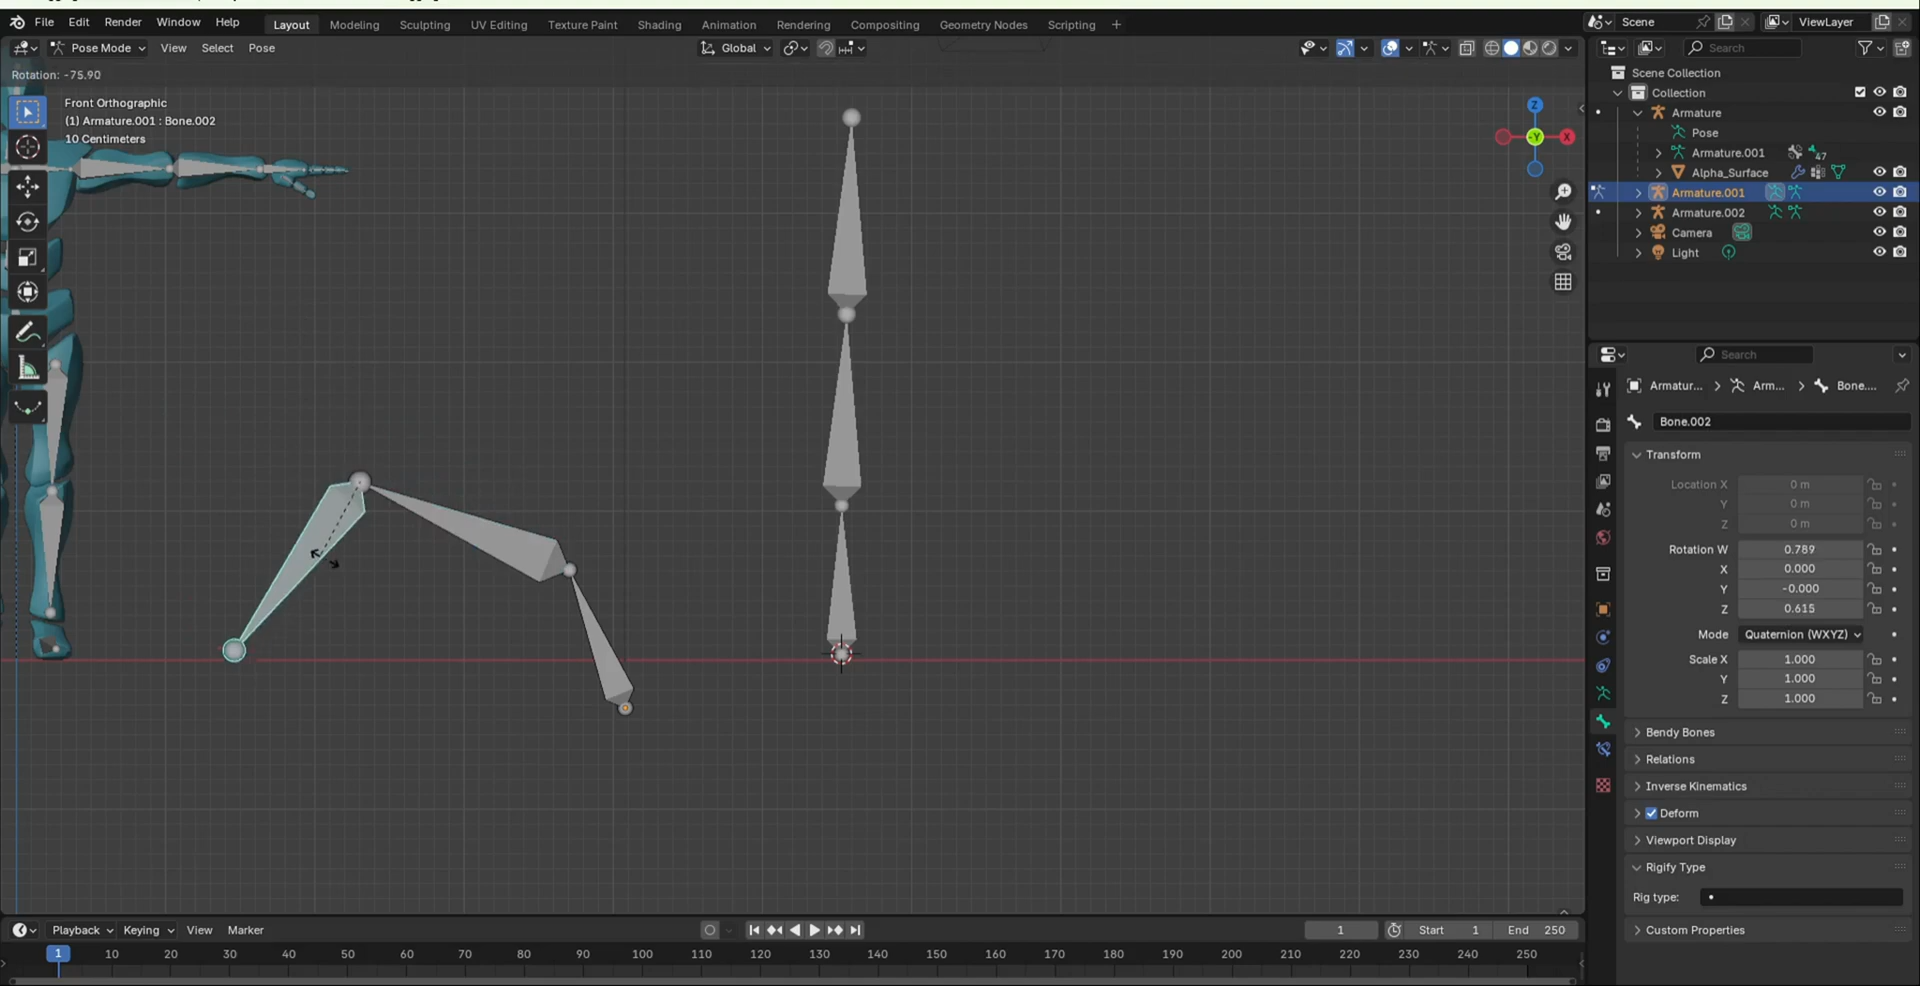 File Edit Render Window Help Layout Modeling Sculpting UV Editing Texture Paint Shading Animation Rendering Compositing Geometry Nodes Scripting + Scene ViewLayer
Pose Mode View Select Pose Global Search
Rotation: -75.90
Front Orthographic
(1) Armature.001 : Bone.002
10 Centimeters
Z
-Y
X
Scene Collection
Collection
Armature
Pose
Armature.001 47
Alpha_Surface
Armature.001
Armature.002
Camera
Light
Search
Armatur... Arm... Bone....
Bone.002
Transform
Location X 0 m
Y 0 m
Z 0 m
Rotation W 0.789
X 0.000
Y -0.000
Z 0.615
Mode Quaternion (WXYZ)
Scale X 1.000
Y 1.000
Z 1.000
Bendy Bones
Relations
Inverse Kinematics
Deform
Viewport Display
Rigify Type
Rig type:
Custom Properties
Playback Keying View Marker 1 Start 1 End 250
1 10 20 30 40 50 60 70 80 90 100 110 120 130 140 150 160 170 180 190 200 210 220 230 240 250